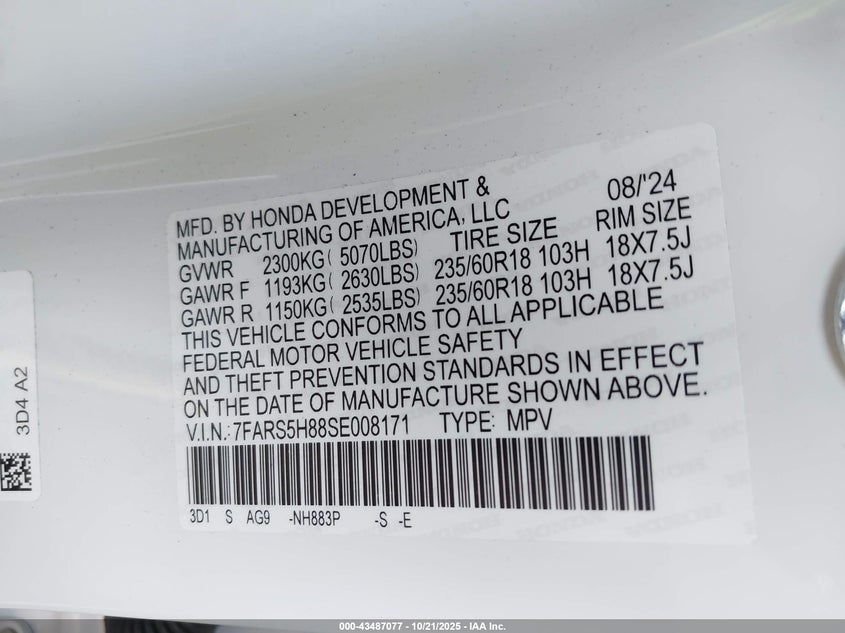 MFD. BY HONDA DEVELOPMENT & 08/'24
MANUFACTURING OF AMERICA, LLC
GVWR 2300KG( 5070LBS) TIRE SIZE RIM SIZE
GAWR F 1193KG( 2630LBS) 235/60R18 103H 18X7.5J
GAWR R 1150KG( 2535LBS) 235/60R18 103H 18X7.5J
THIS VEHICLE CONFORMS TO ALL APPLICABLE
FEDERAL MOTOR VEHICLE SAFETY
AND THEFT PREVENTION STANDARDS IN EFFECT
ON THE DATE OF MANUFACTURE SHOWN ABOVE.
V.I.N.:7FARS5H88SE008171 TYPE: MPV
3D1 S AG9 -NH883P -S -E
3D4 A2
000-43487077 - 10/21/2025 - IAA Inc.